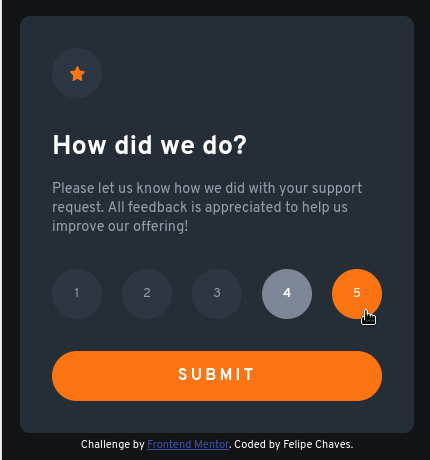 How did we do?
Please let us know how we did with your support
request. All feedback is appreciated to help us
improve our offering!
1 2 3 4 5
SUBMIT
Challenge by Frontend Mentor. Coded by Felipe Chaves.